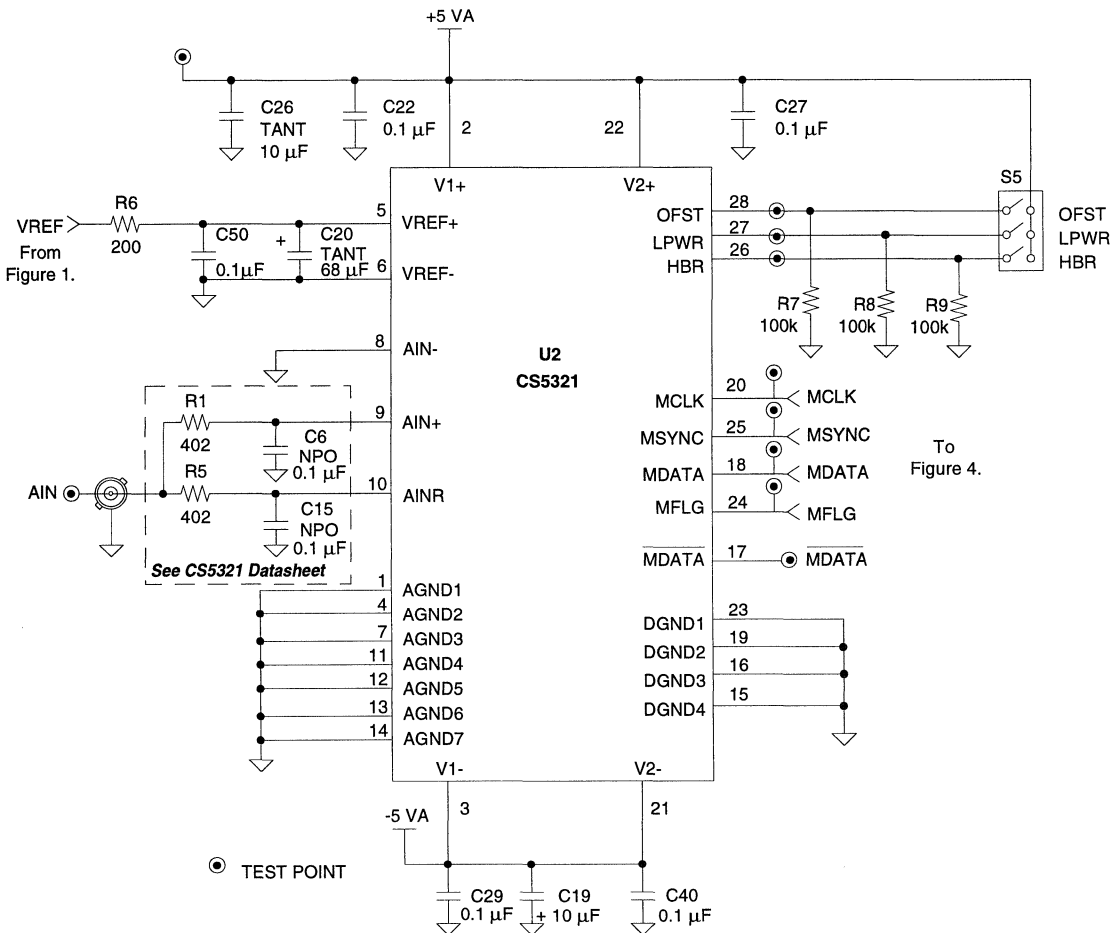 +5 VA
C26
TANT
10 µF
C22
0.1 µF
2
22
C27
0.1 µF
S5
V1+
V2+
VREF
From
Figure 1.
R6
200
C50
0.1µF
+
C20
TANT
68 µF
5
VREF+
6
VREF-
OFST
28
LPWR
27
HBR
26
OFST
LPWR
HBR
R7
100k
R8
100k
R9
100k
8
AIN-
U2
CS5321
R1
402
9
AIN+
C6
NPO
0.1 µF
AIN
R5
402
10
AINR
C15
NPO
0.1 µF
See CS5321 Datasheet
MCLK
20
MCLK
MSYNC
25
MSYNC
MDATA
18
MDATA
MFLG
24
MFLG
MDATA
17
MDATA
To
Figure 4.
1
AGND1
4
AGND2
7
AGND3
11
AGND4
12
AGND5
13
AGND6
14
AGND7
DGND1
23
DGND2
19
DGND3
16
DGND4
15
V1-
V2-
3
21
-5 VA
TEST POINT
C29
0.1 µF
C19
+ 10 µF
C40
0.1 µF